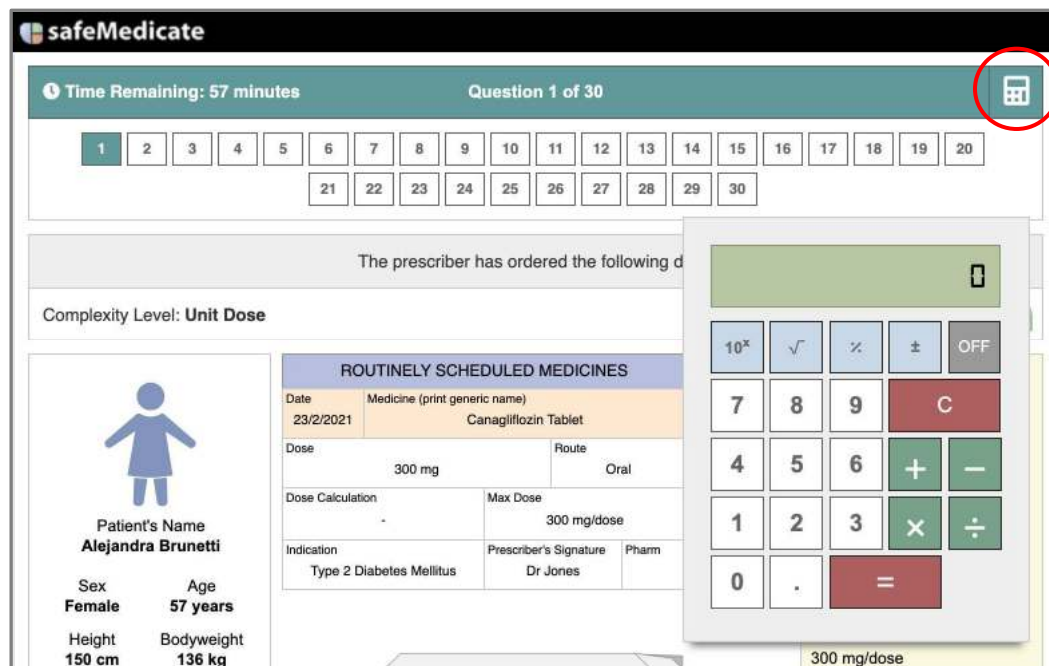 safeMedicate
Time Remaining: 57 minutes Question 1 of 30
1 2 3 4 5 6 7 8 9 10 11 12 13 14 15 16 17 18 19 20
21 22 23 24 25 26 27 28 29 30
The prescriber has ordered the following d
Complexity Level: Unit Dose
Patient's Name
Alejandra Brunetti
Sex Age
Female 57 years
Height Bodyweight
150 cm 136 kg
ROUTINELY SCHEDULED MEDICINES
Date Medicine (print generic name)
23/2/2021 Canagliflozin Tablet
Dose Route
300 mg Oral
Dose Calculation Max Dose
- 300 mg/dose
Indication Prescriber's Signature Pharm
Type 2 Diabetes Mellitus Dr Jones
0
10ˣ √ % ± OFF
7 8 9 C
4 5 6 + −
1 2 3 × ÷
0 . =
300 mg/dose